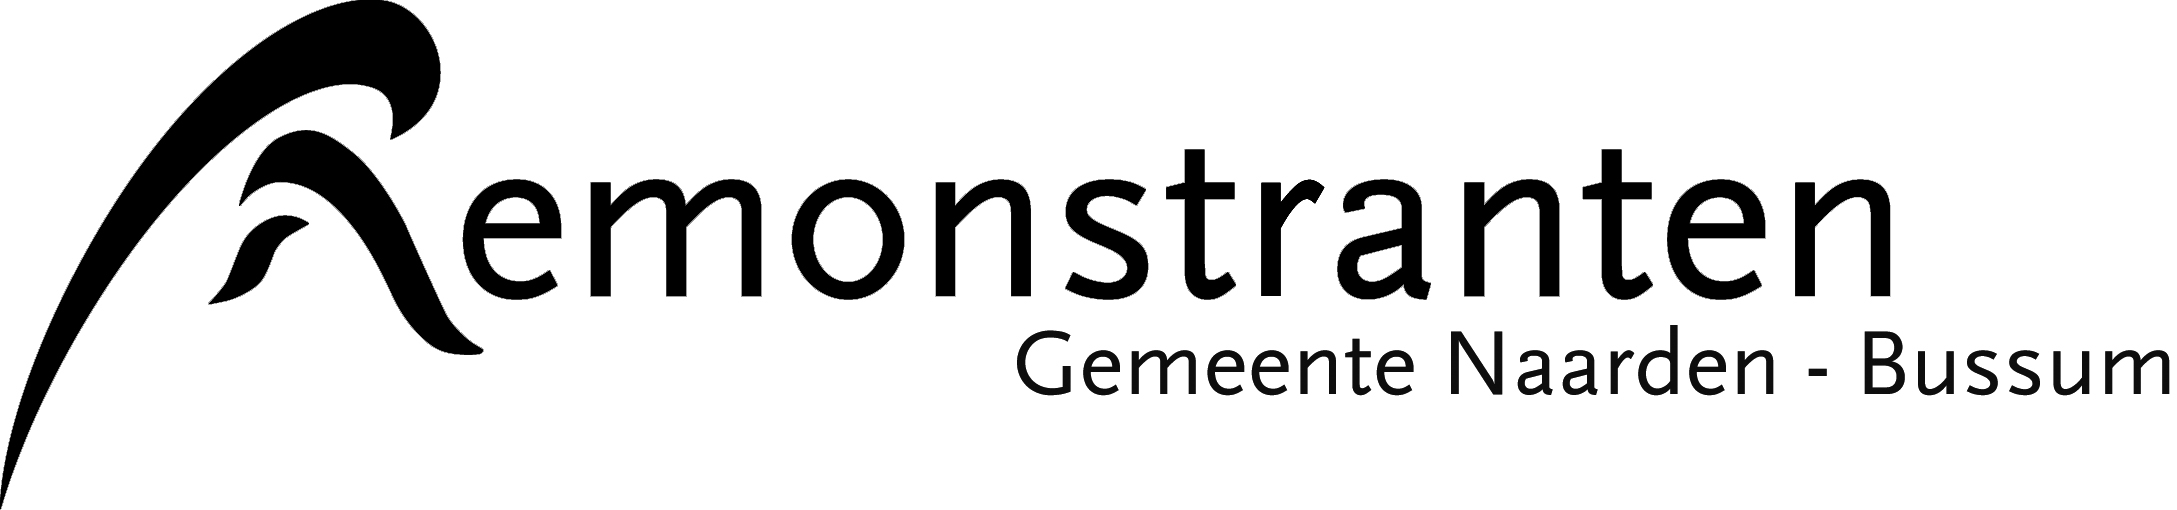 Remonstranten
Gemeente Naarden - Bussum